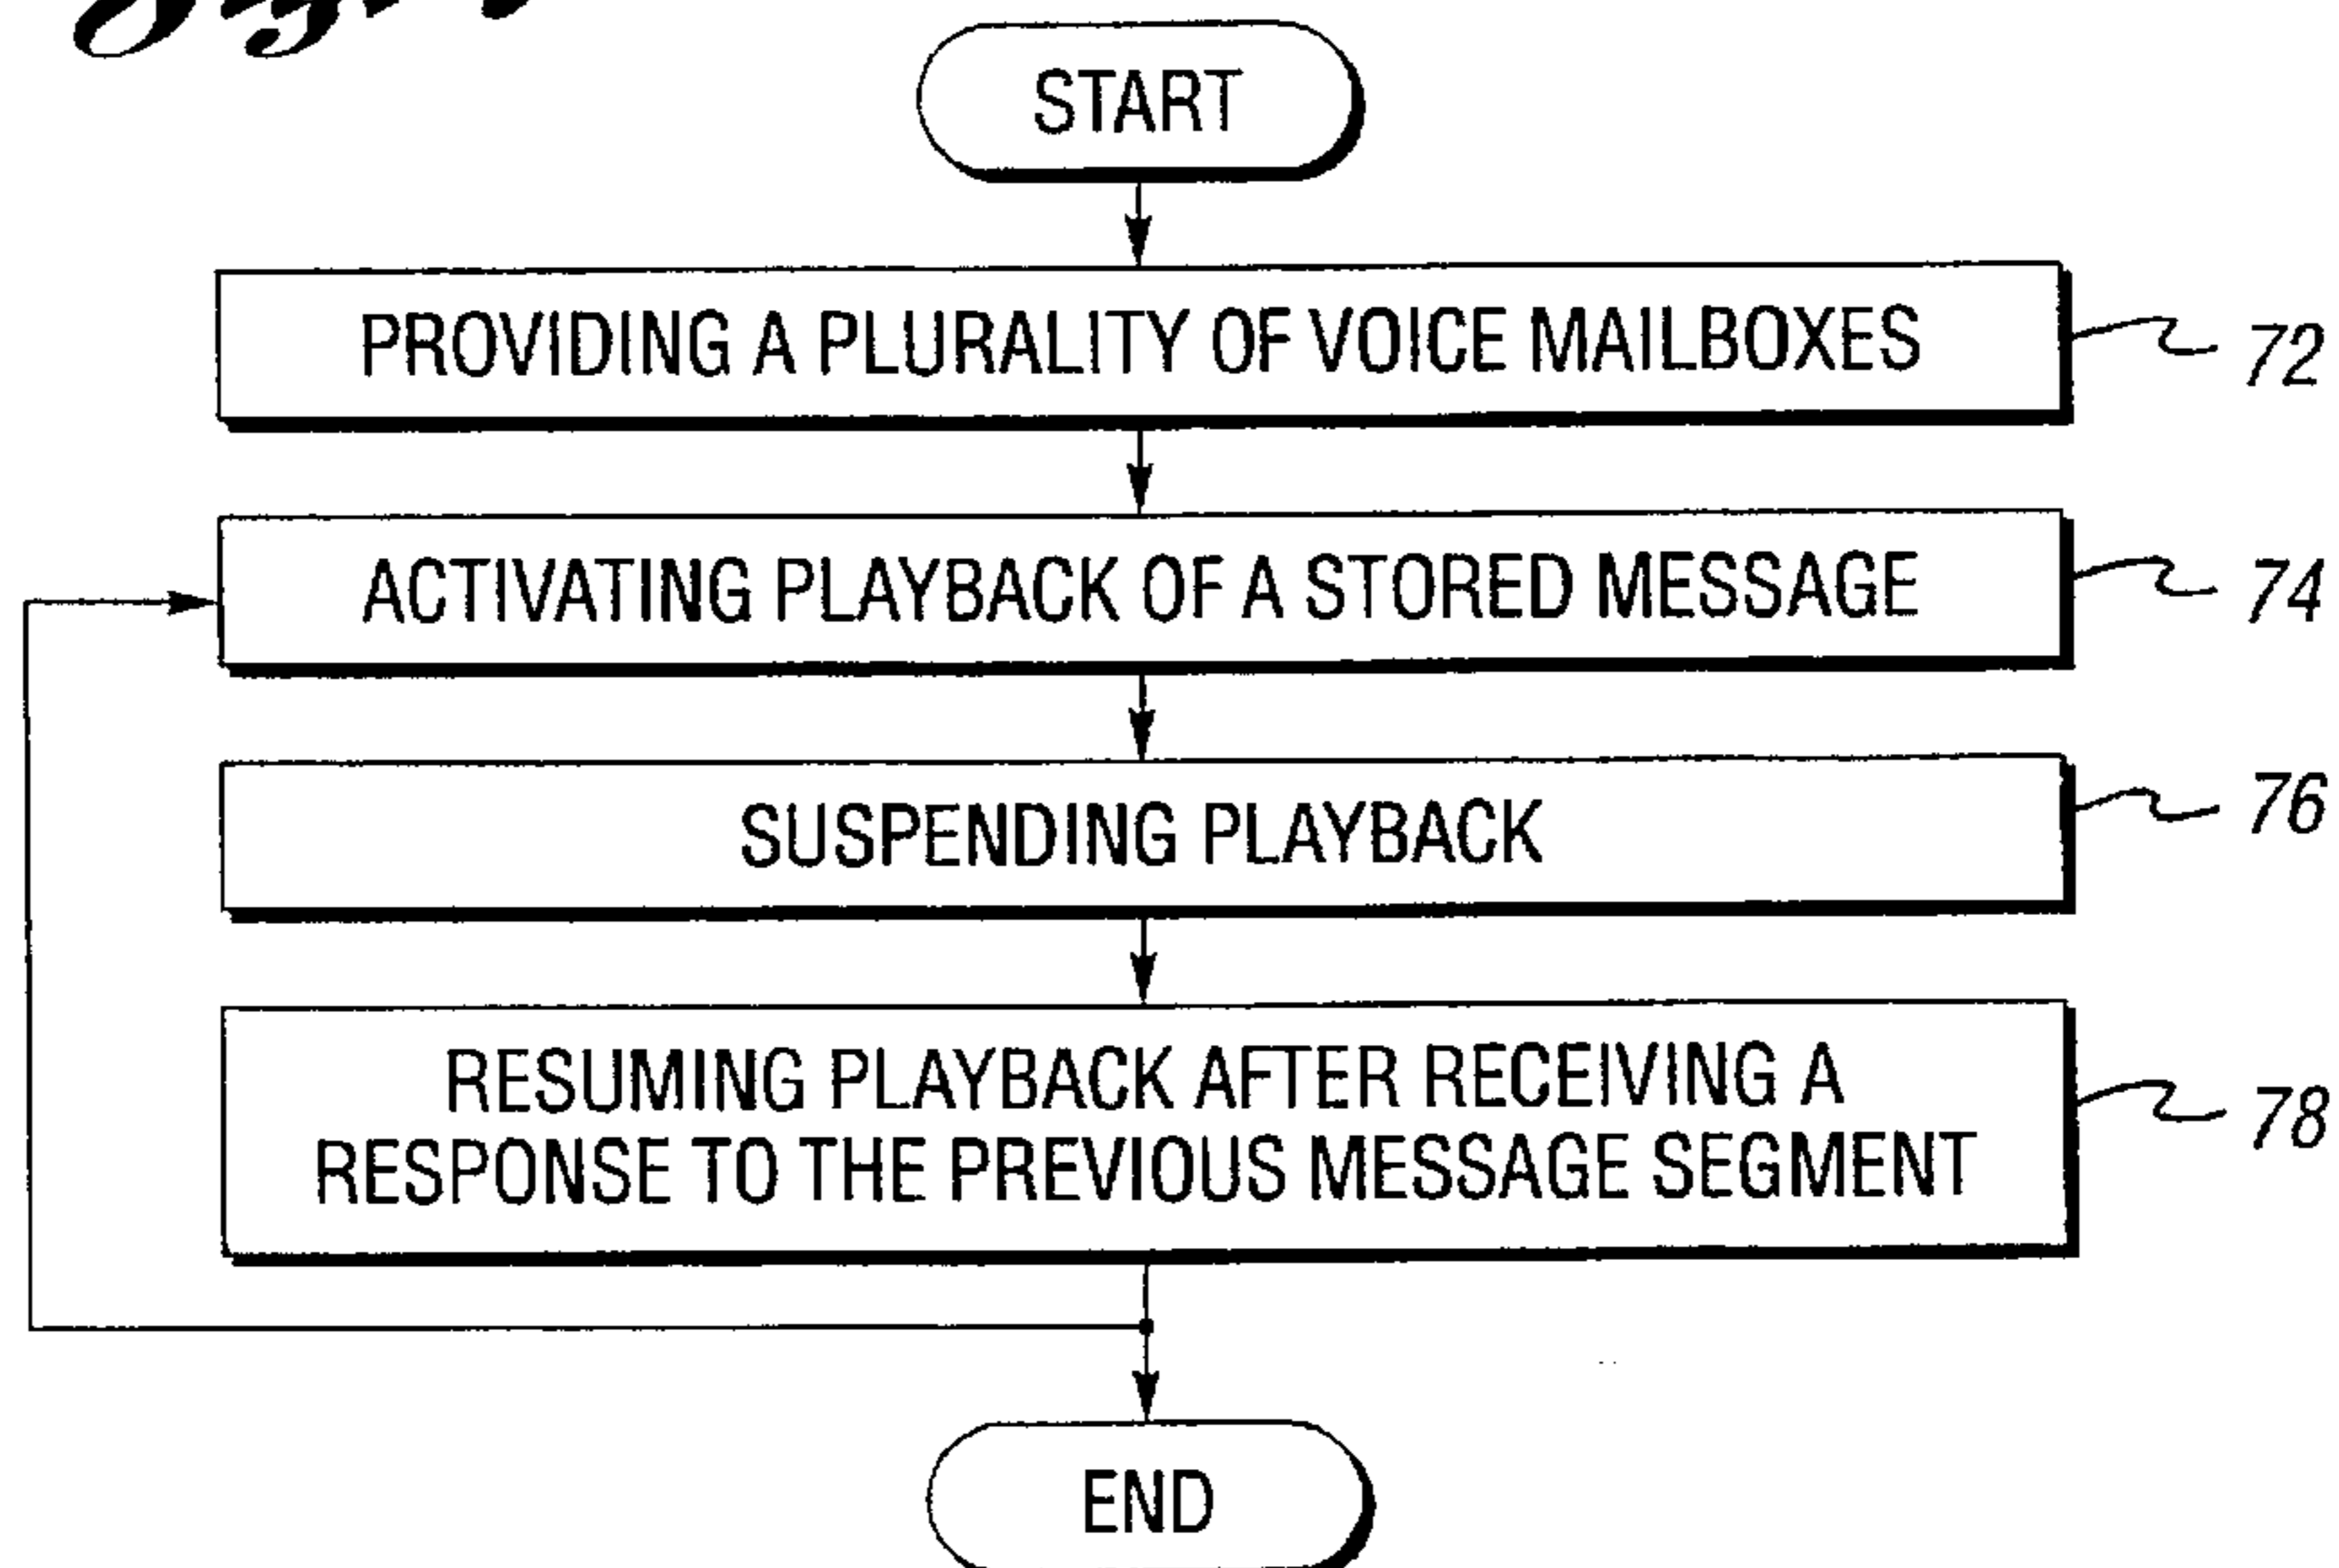 START
PROVIDING A PLURALITY OF VOICE MAILBOXES
72
ACTIVATING PLAYBACK OF A STORED MESSAGE
74
SUSPENDING PLAYBACK
76
RESUMING PLAYBACK AFTER RECEIVING A
RESPONSE TO THE PREVIOUS MESSAGE SEGMENT
78
END